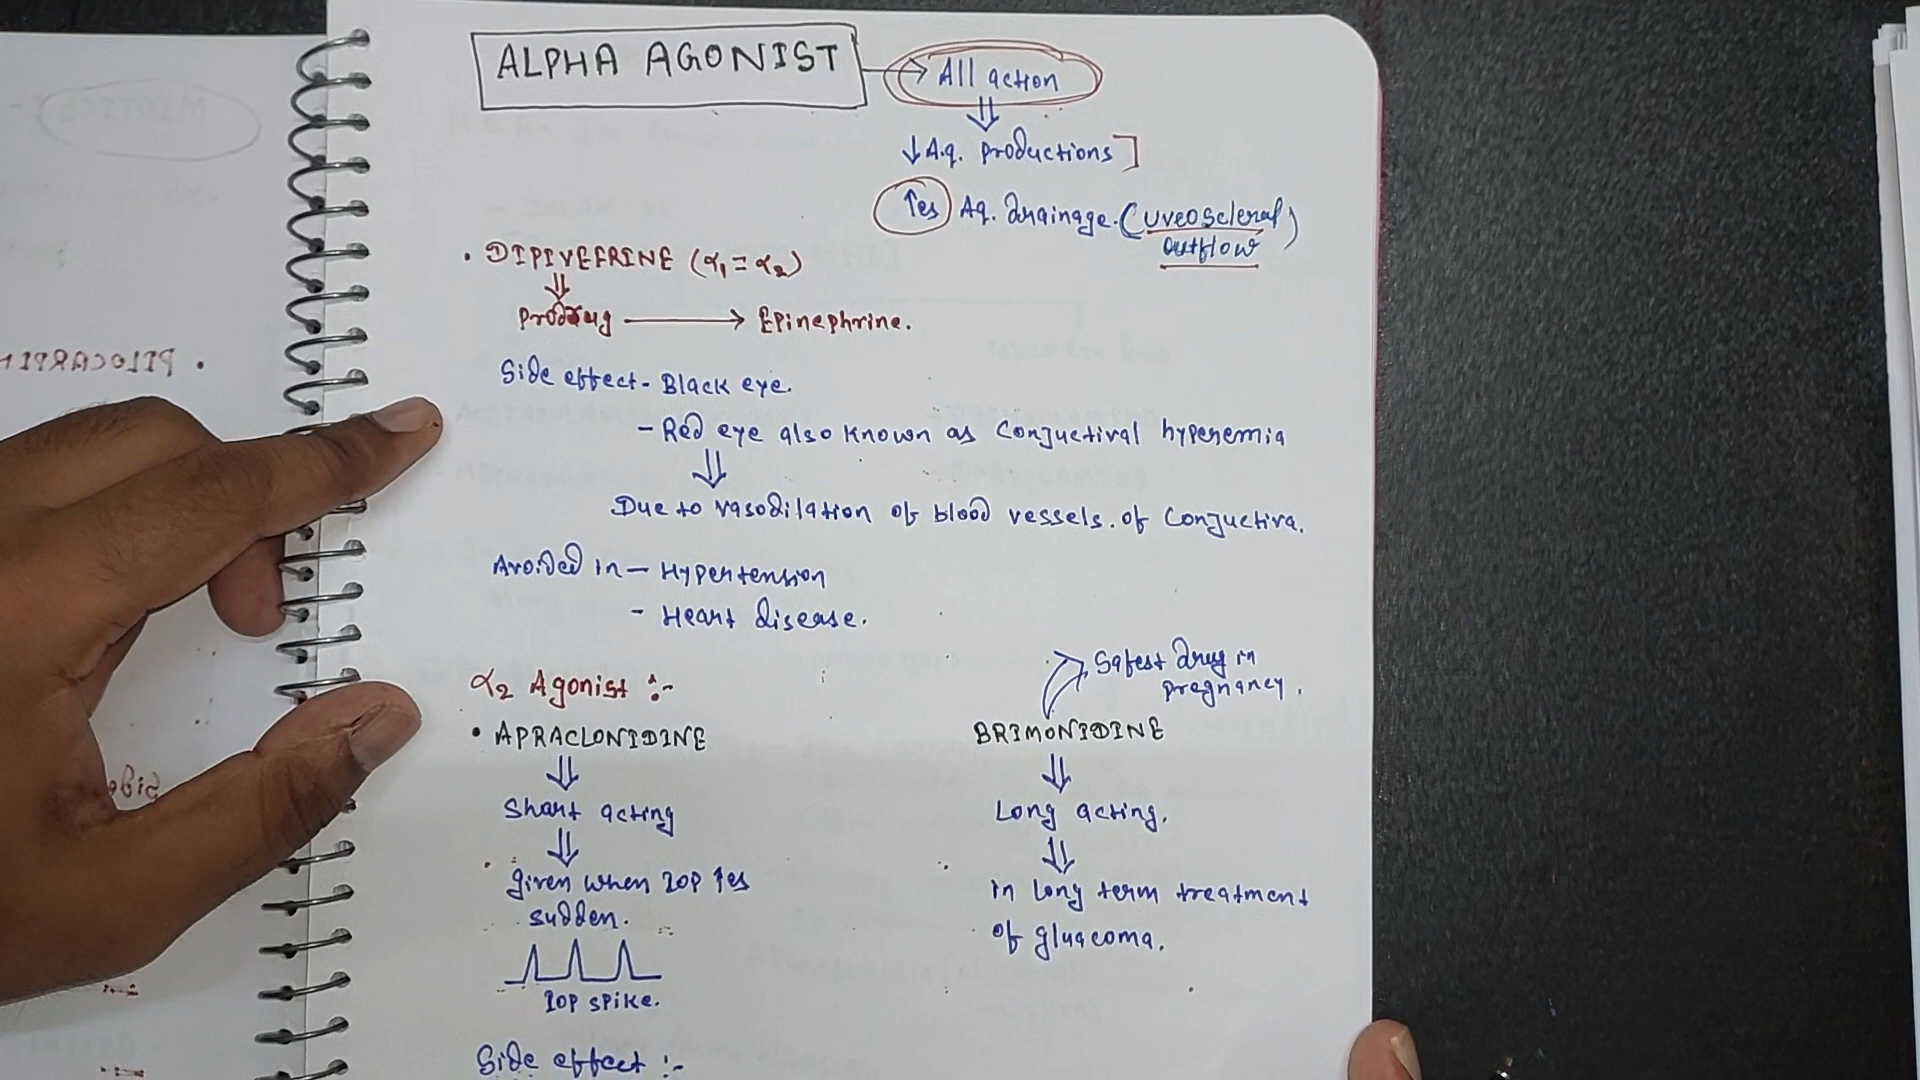 ALPHA AGONIST → All action
⇓
↓ Aq. productions ]
↑es Aq. drainage. (uveoscleral
outflow)
• DIPIVEFRINE (α₁ = α₂)
⇓
Prodrug → Epinephrine.
Side effect - Black eye.
- Red eye also known as conjuctival hyperemia
⇓
Due to vasodilation of blood vessels. of conjuctiva.
Avoided in - Hypertension
- Heart disease.
α2 Agonist :-
Safest drug in
pregnancy.
• APRACLONIDINE BRIMONIDINE
⇓ ⇓
Short acting Long acting.
⇓ ⇓
given when IOP ↑es in long term treatment
sudden. of gluacoma.
IOP spike.
Side effect :-